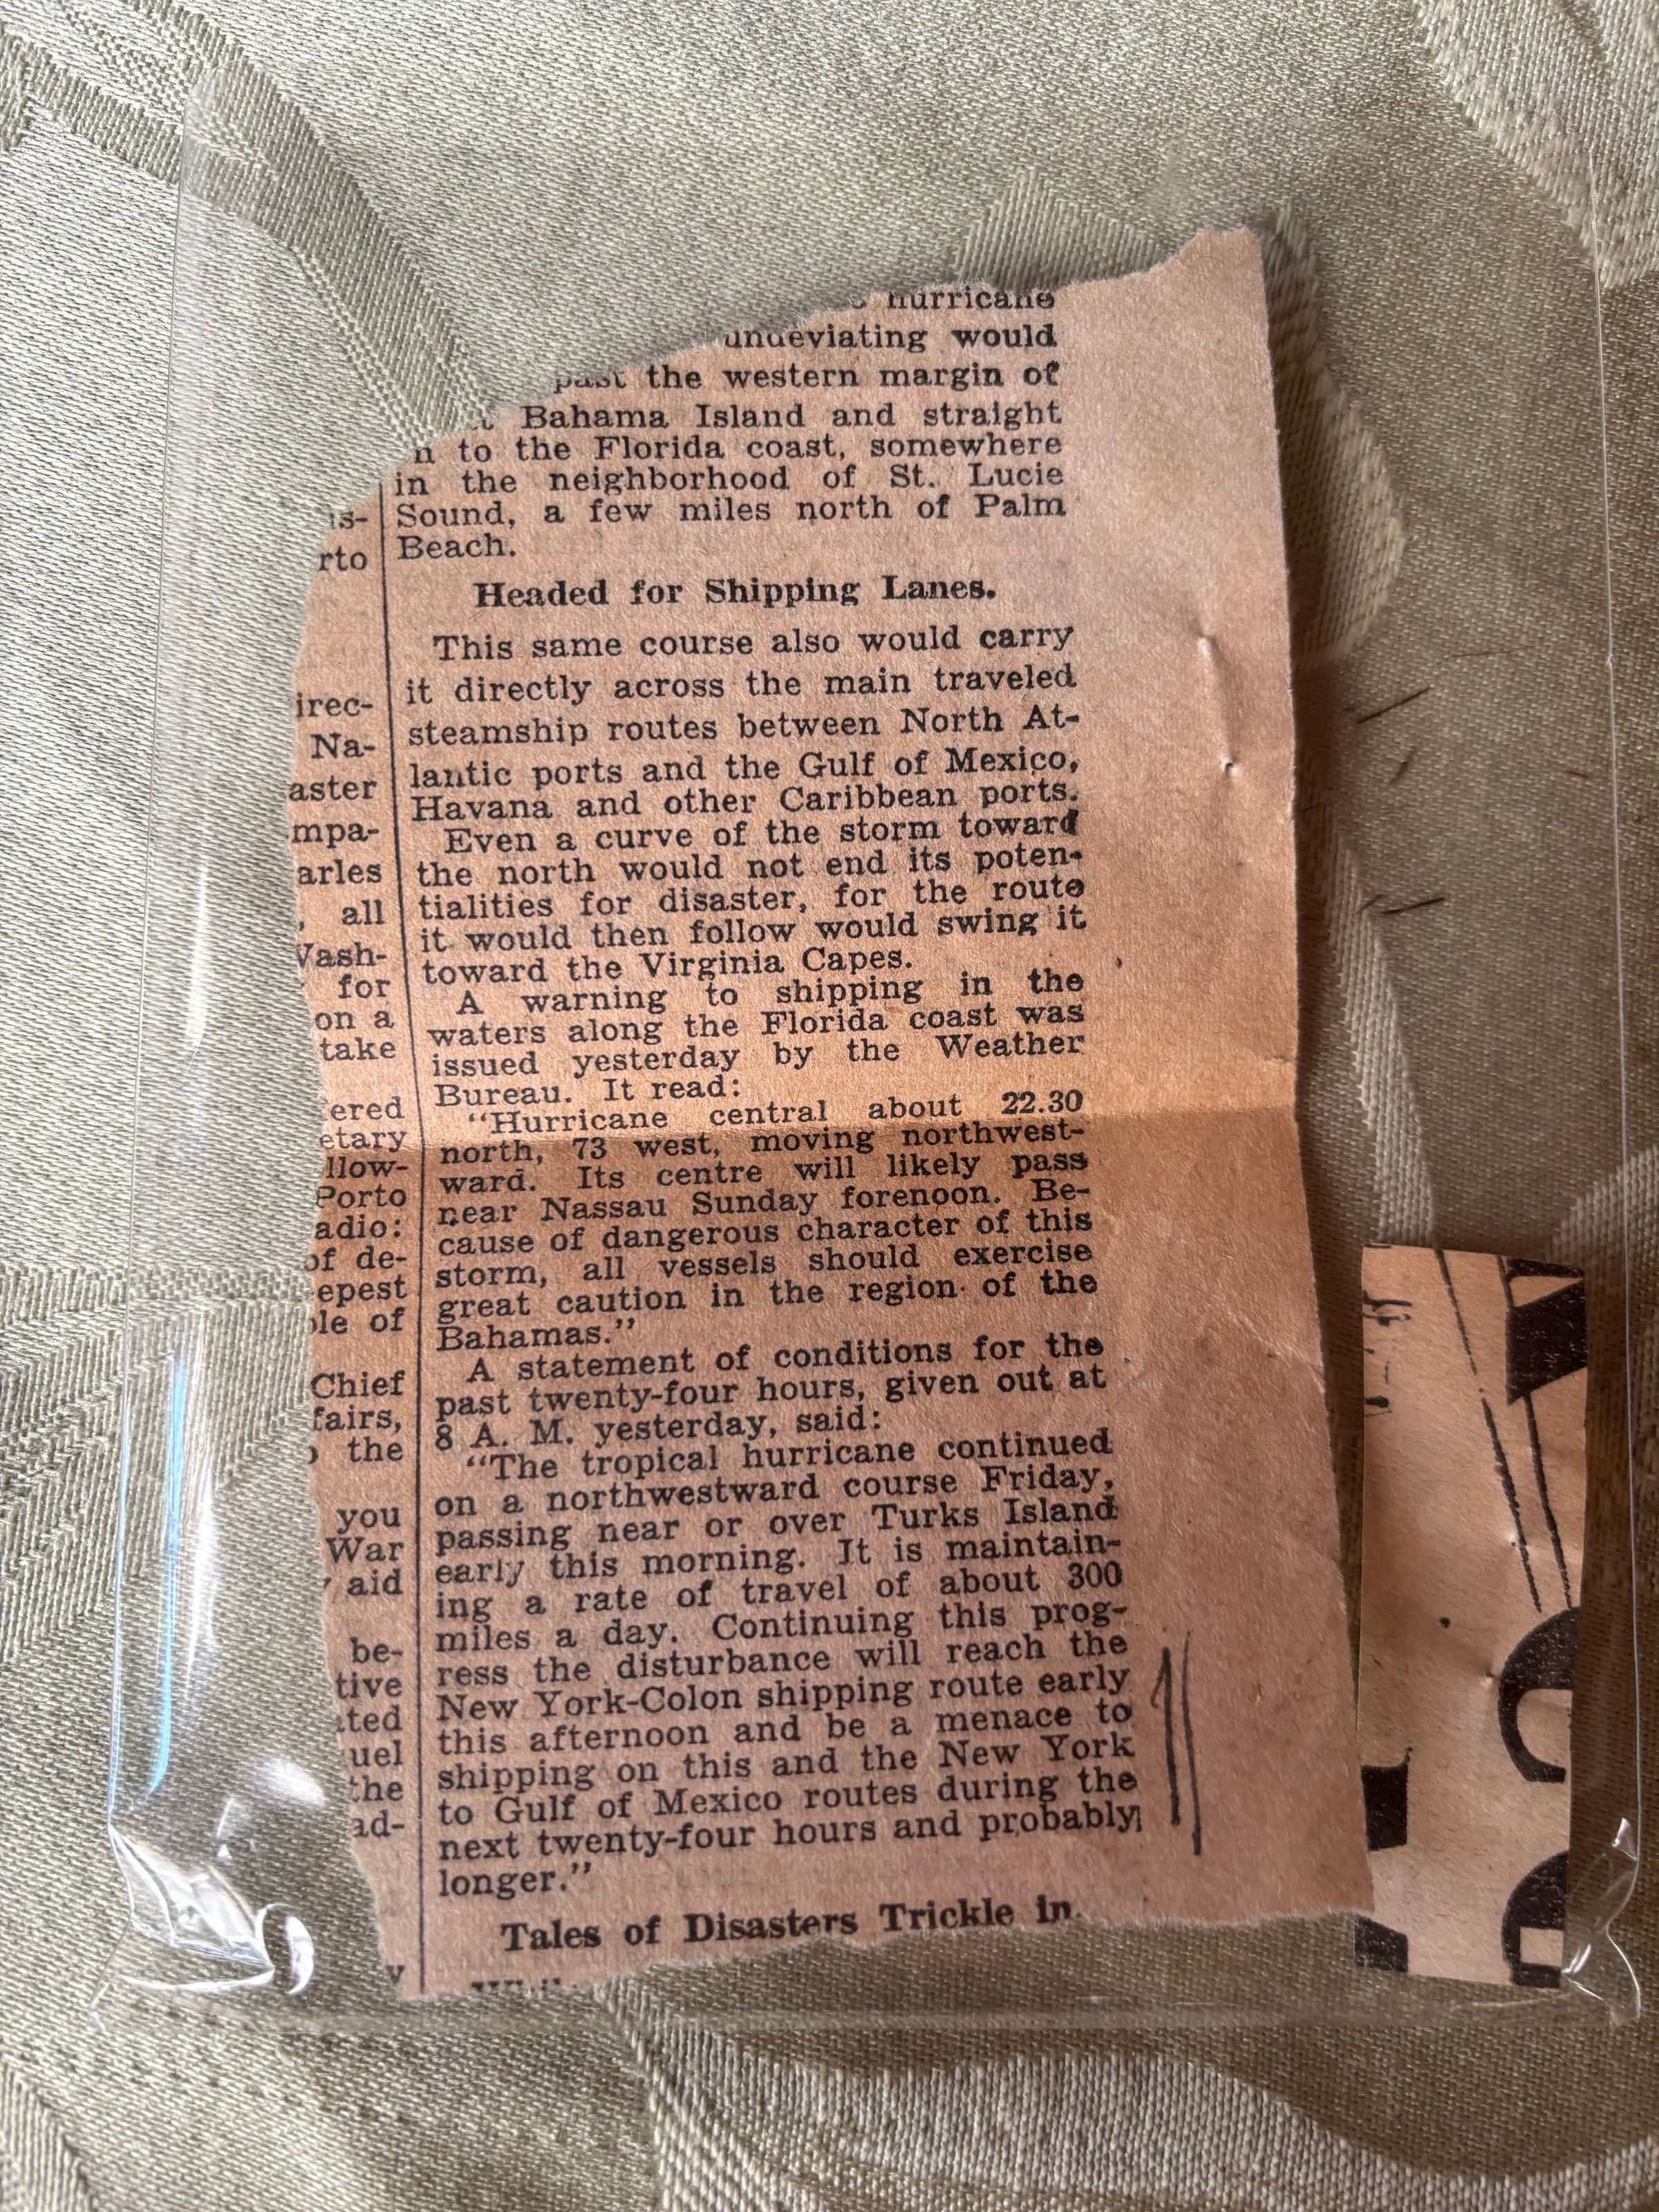 hurricane
undeviating would
past the western margin of
Bahama Island and straight
to the Florida coast, somewhere
in the neighborhood of St. Lucie
Sound, a few miles north of Palm
Beach.
Headed for Shipping Lanes.
This same course also would carry
it directly across the main traveled
steamship routes between North At-
lantic ports and the Gulf of Mexico,
Havana and other Caribbean ports.
Even a curve of the storm toward
the north would not end its poten-
tialities for disaster, for the route
it would then follow would swing it
toward the Virginia Capes.
A warning to shipping in the
waters along the Florida coast was
issued yesterday by the Weather
Bureau. It read:
"Hurricane central about 22.30
north, 73 west, moving northwest-
ward. Its centre will likely pass
near Nassau Sunday forenoon. Be-
cause of dangerous character of this
storm, all vessels should exercise
great caution in the region of the
Bahamas."
A statement of conditions for the
past twenty-four hours, given out at
8 A. M. yesterday, said:
"The tropical hurricane continued
on a northwestward course Friday,
passing near or over Turks Island
early this morning. It is maintain-
ing a rate of travel of about 300
miles a day. Continuing this prog-
ress the disturbance will reach the
New York-Colon shipping route early
this afternoon and be a menace to
shipping on this and the New York
to Gulf of Mexico routes during the
next twenty-four hours and probably
longer."
Tales of Disasters Trickle in.
is-
rto
irec-
Na-
aster
mpa-
arles
, all
Wash-
for
on a
take
ered
etary
llow-
Porto
adio:
of de-
epest
ple of
Chief
fairs,
the
you
War
aid
be-
tive
ated
uel
the
ad-